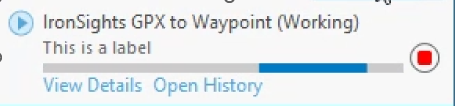 IronSights GPX to Waypoint (Working)
This is a label
View Details Open History